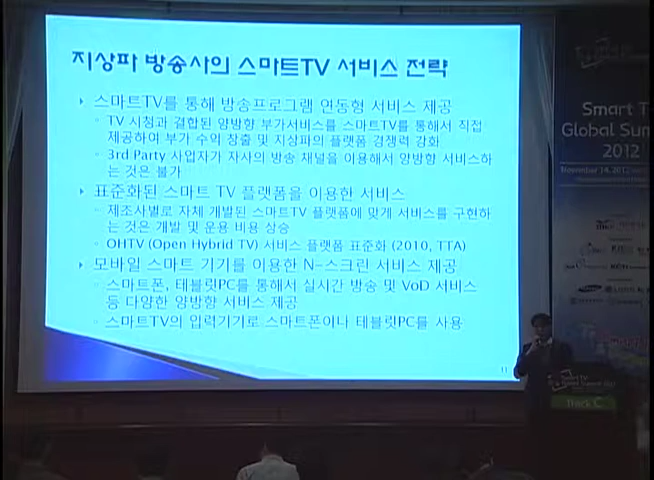 지상파 방송사의 스마트TV 서비스 전략
스마트TV를 통해 방송프로그램 연동형 서비스 제공
TV 시청과 결합된 양방향 부가서비스를 스마트TV를 통해서 직접
제공하여 부가 수익 창출 및 지상파의 플랫폼 경쟁력 강화
3rd Party 사업자가 자사의 방송 채널을 이용해서 양방향 서비스하
는 것은 불가
표준화된 스마트 TV 플랫폼을 이용한 서비스
제조사별로 자체 개발된 스마트TV 플랫폼에 맞게 서비스를 구현하
는 것은 개발 및 운용 비용 상승
OHTV (Open Hybrid TV) 서비스 플랫폼 표준화 (2010, TTA)
모바일 스마트 기기를 이용한 N-스크린 서비스 제공
스마트폰, 태블릿PC를 통해서 실시간 방송 및 VoD 서비스
등 다양한 양방향 서비스 제공
스마트TV의 입력기기로 스마트폰이나 태블릿PC를 사용
11
Smart T
Global Sum
2012
November 14, 2012
Track C